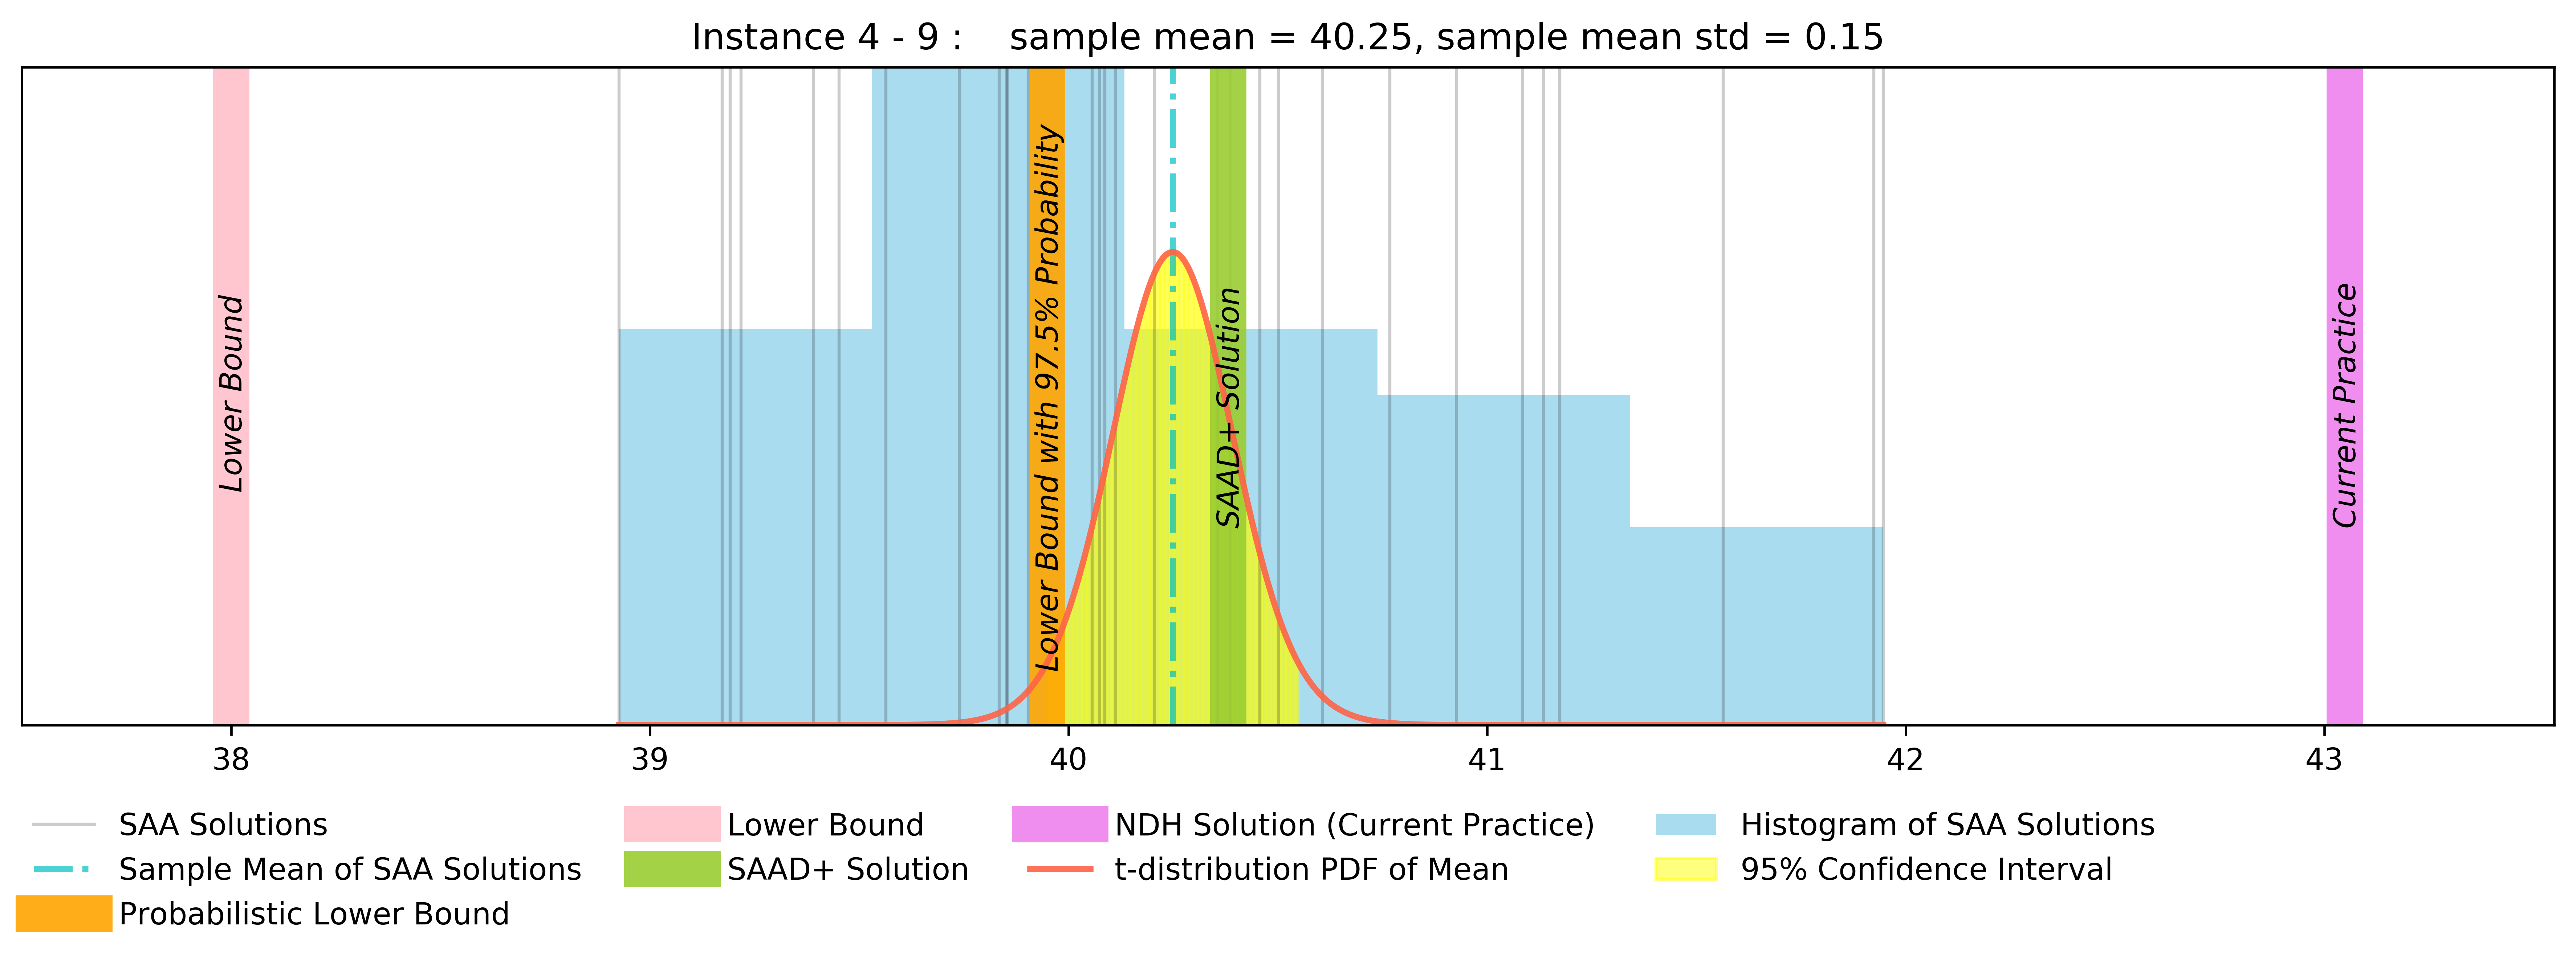 Instance 4 - 9 :    sample mean = 40.25, sample mean std = 0.15
Lower Bound
Lower Bound with 97.5% Probability
SAAD+ Solution
Current Practice
38
39
40
41
42
43
SAA Solutions
Sample Mean of SAA Solutions
Probabilistic Lower Bound
Lower Bound
SAAD+ Solution
NDH Solution (Current Practice)
t-distribution PDF of Mean
Histogram of SAA Solutions
95% Confidence Interval